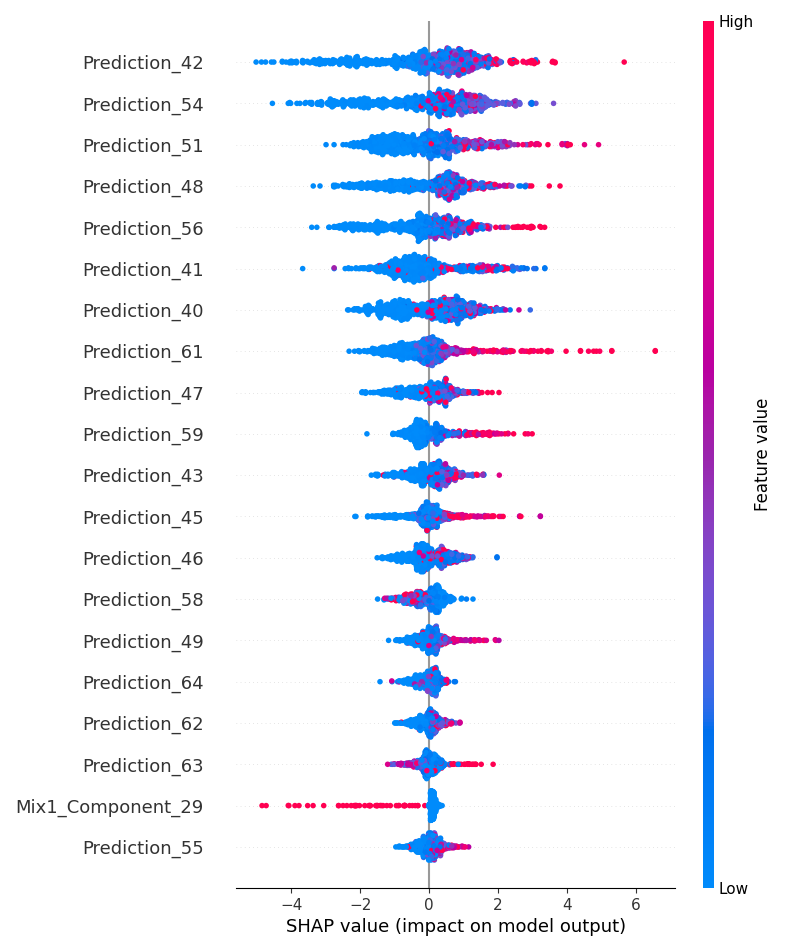 High
Prediction_42
Prediction_54
Prediction_51
Prediction_48
Prediction_56
Prediction_41
Prediction_40
Prediction_61
Prediction_47
Prediction_59
Prediction_43
Prediction_45
Prediction_46
Prediction_58
Prediction_49
Prediction_64
Prediction_62
Prediction_63
Mix1_Component_29
Prediction_55
Feature value
Low
−4 −2 0 2 4 6
SHAP value (impact on model output)